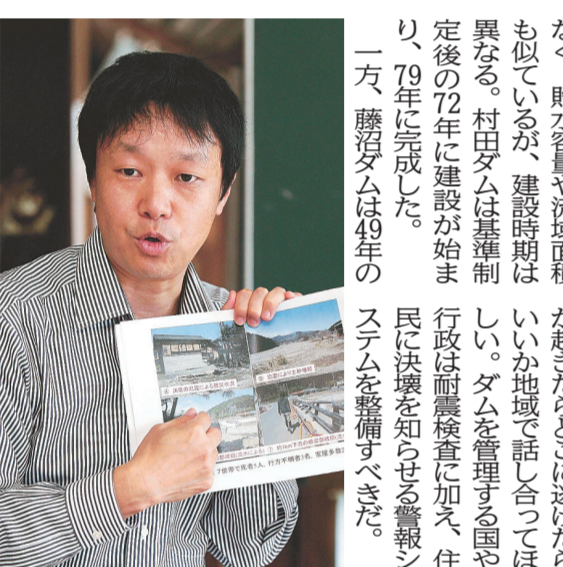 も似ているが、建設時期は
異なる。村田ダムは基準制
定後の72年に建設が始ま
り、79年に完成した。
一方、藤沼ダムは49年の
いいか地域で話し合ってほ
しい。ダムを管理する国や
行政は耐震検査に加え、住
民に決壊を知らせる警報シ
ステムを整備すべきだ。